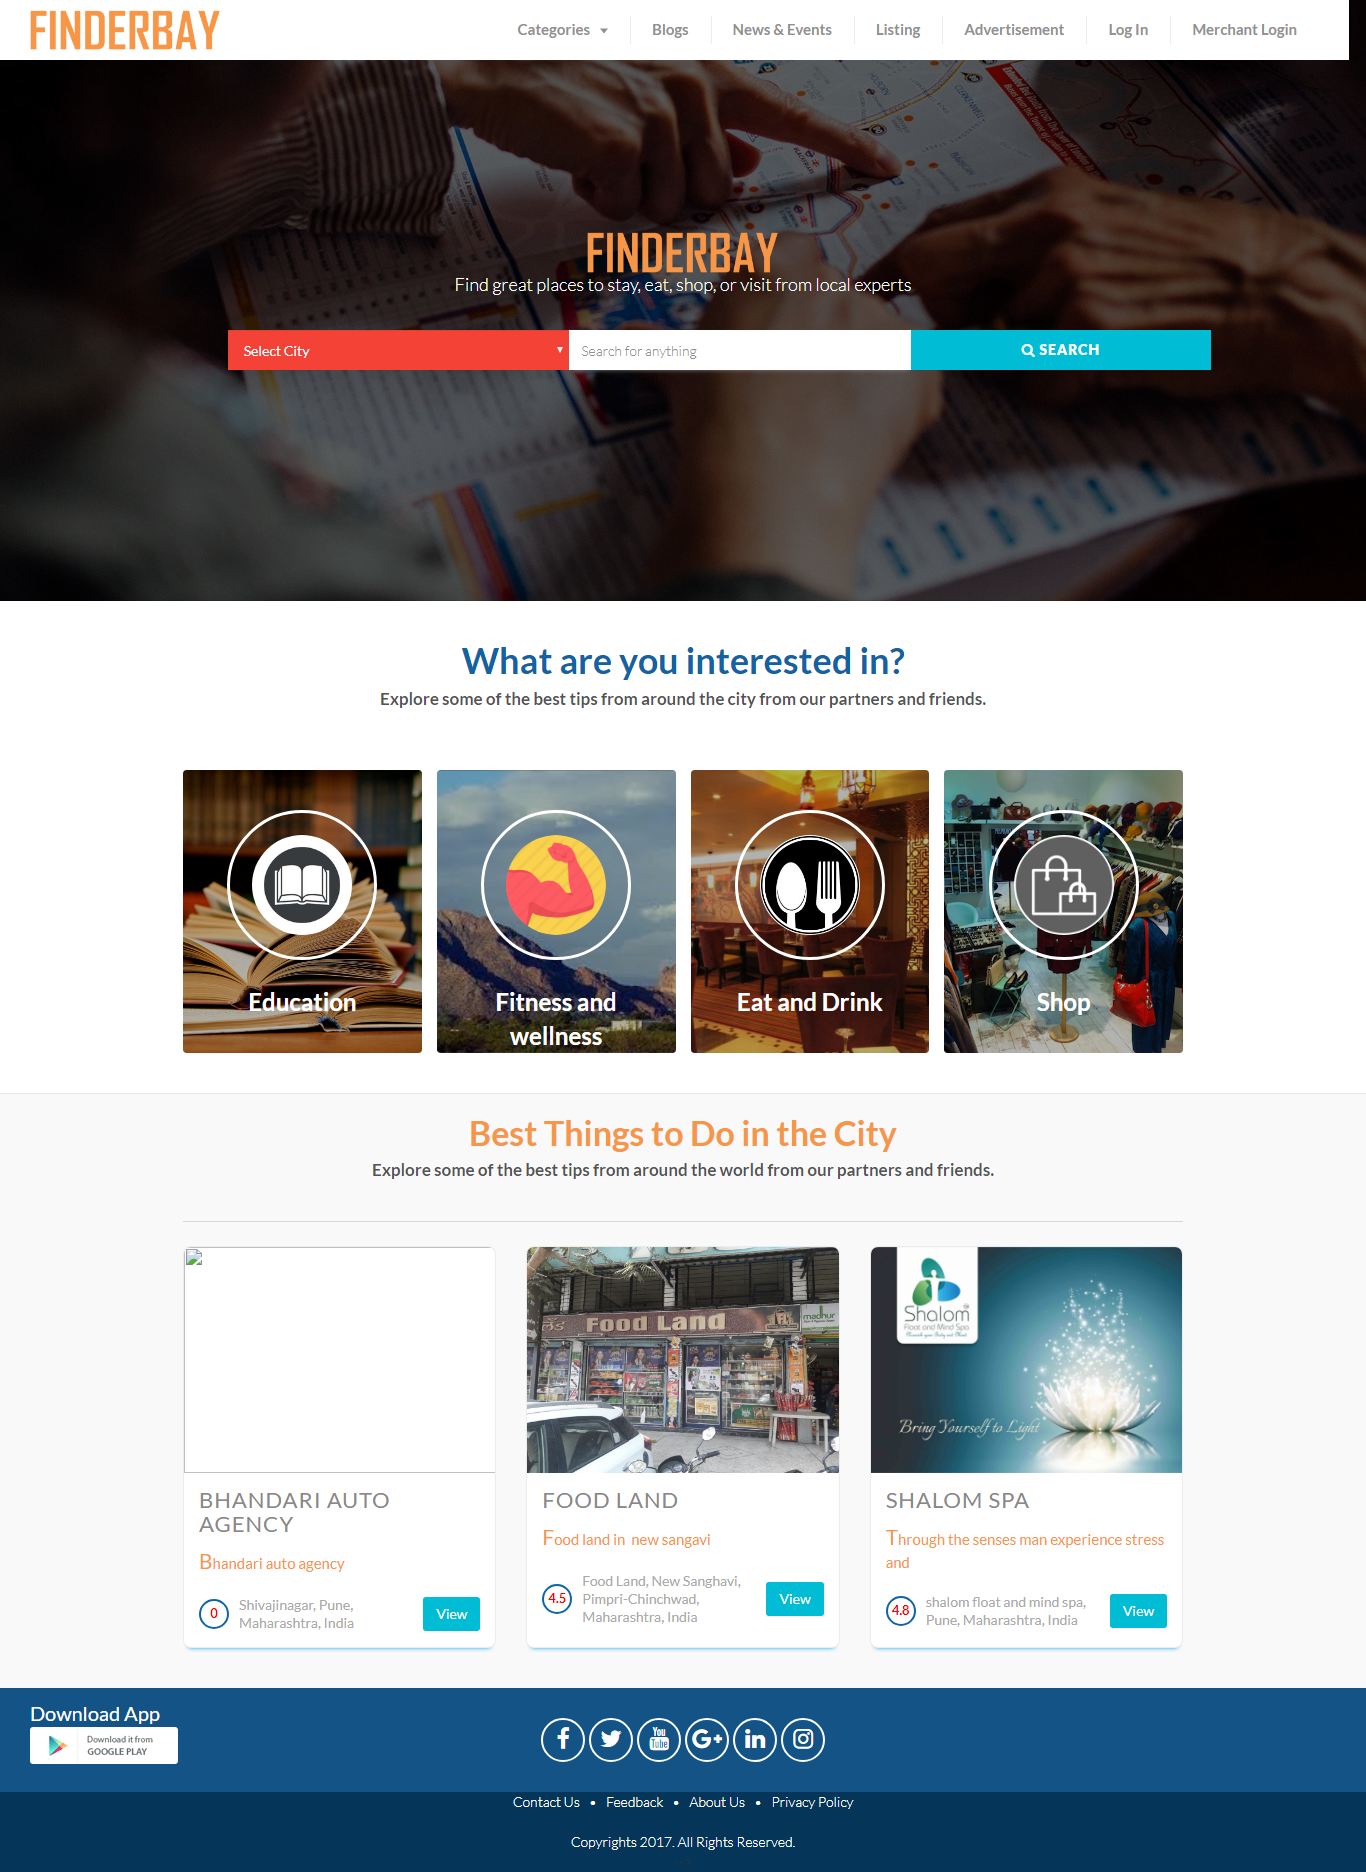 FINDERBAY
Categories
Blogs
News & Events
Listing
Advertisement
Log In
Merchant Login
FINDERBAY
Find great places to stay, eat, shop, or visit from local experts
Select City
Search for anything
SEARCH
What are you interested in?
Explore some of the best tips from around the city from our partners and friends.
Education
Fitness and
wellness
Eat and Drink
Shop
Best Things to Do in the City
Explore some of the best tips from around the world from our partners and friends.
Food Land
madhur
Shalom
Float and Mind Spa
Bring Yourself to Light
BHANDARI AUTO
AGENCY
Bhandari auto agency
0
Shivajinagar, Pune,
Maharashtra, India
View
FOOD LAND
Food land in new sangavi
4.5
Food Land, New Sanghavi,
Pimpri-Chinchwad,
Maharashtra, India
View
SHALOM SPA
Through the senses man experience stress
and
4.8
shalom float and mind spa,
Pune, Maharashtra, India
View
Download App
Download it from
GOOGLE PLAY
You
Tube
Contact Us • Feedback • About Us • Privacy Policy
Copyrights 2017. All Rights Reserved.